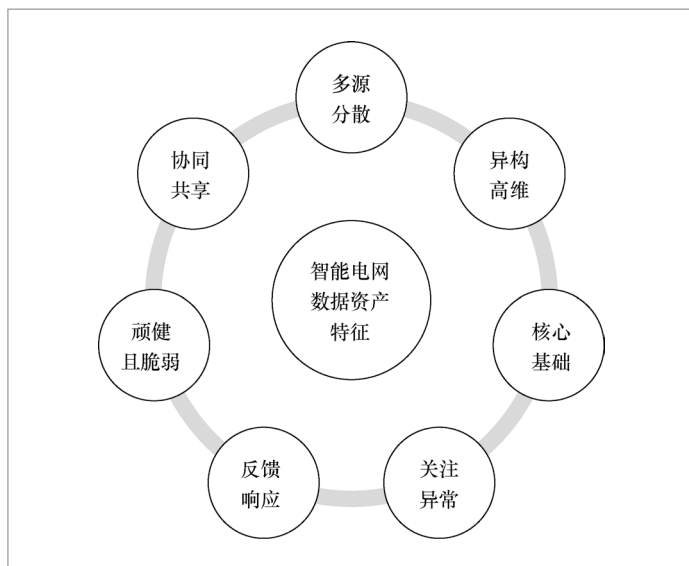 多源
分散
异构
高维
核心
基础
关注
异常
反馈
响应
顽健
且脆弱
协同
共享
智能电网
数据资产
特征